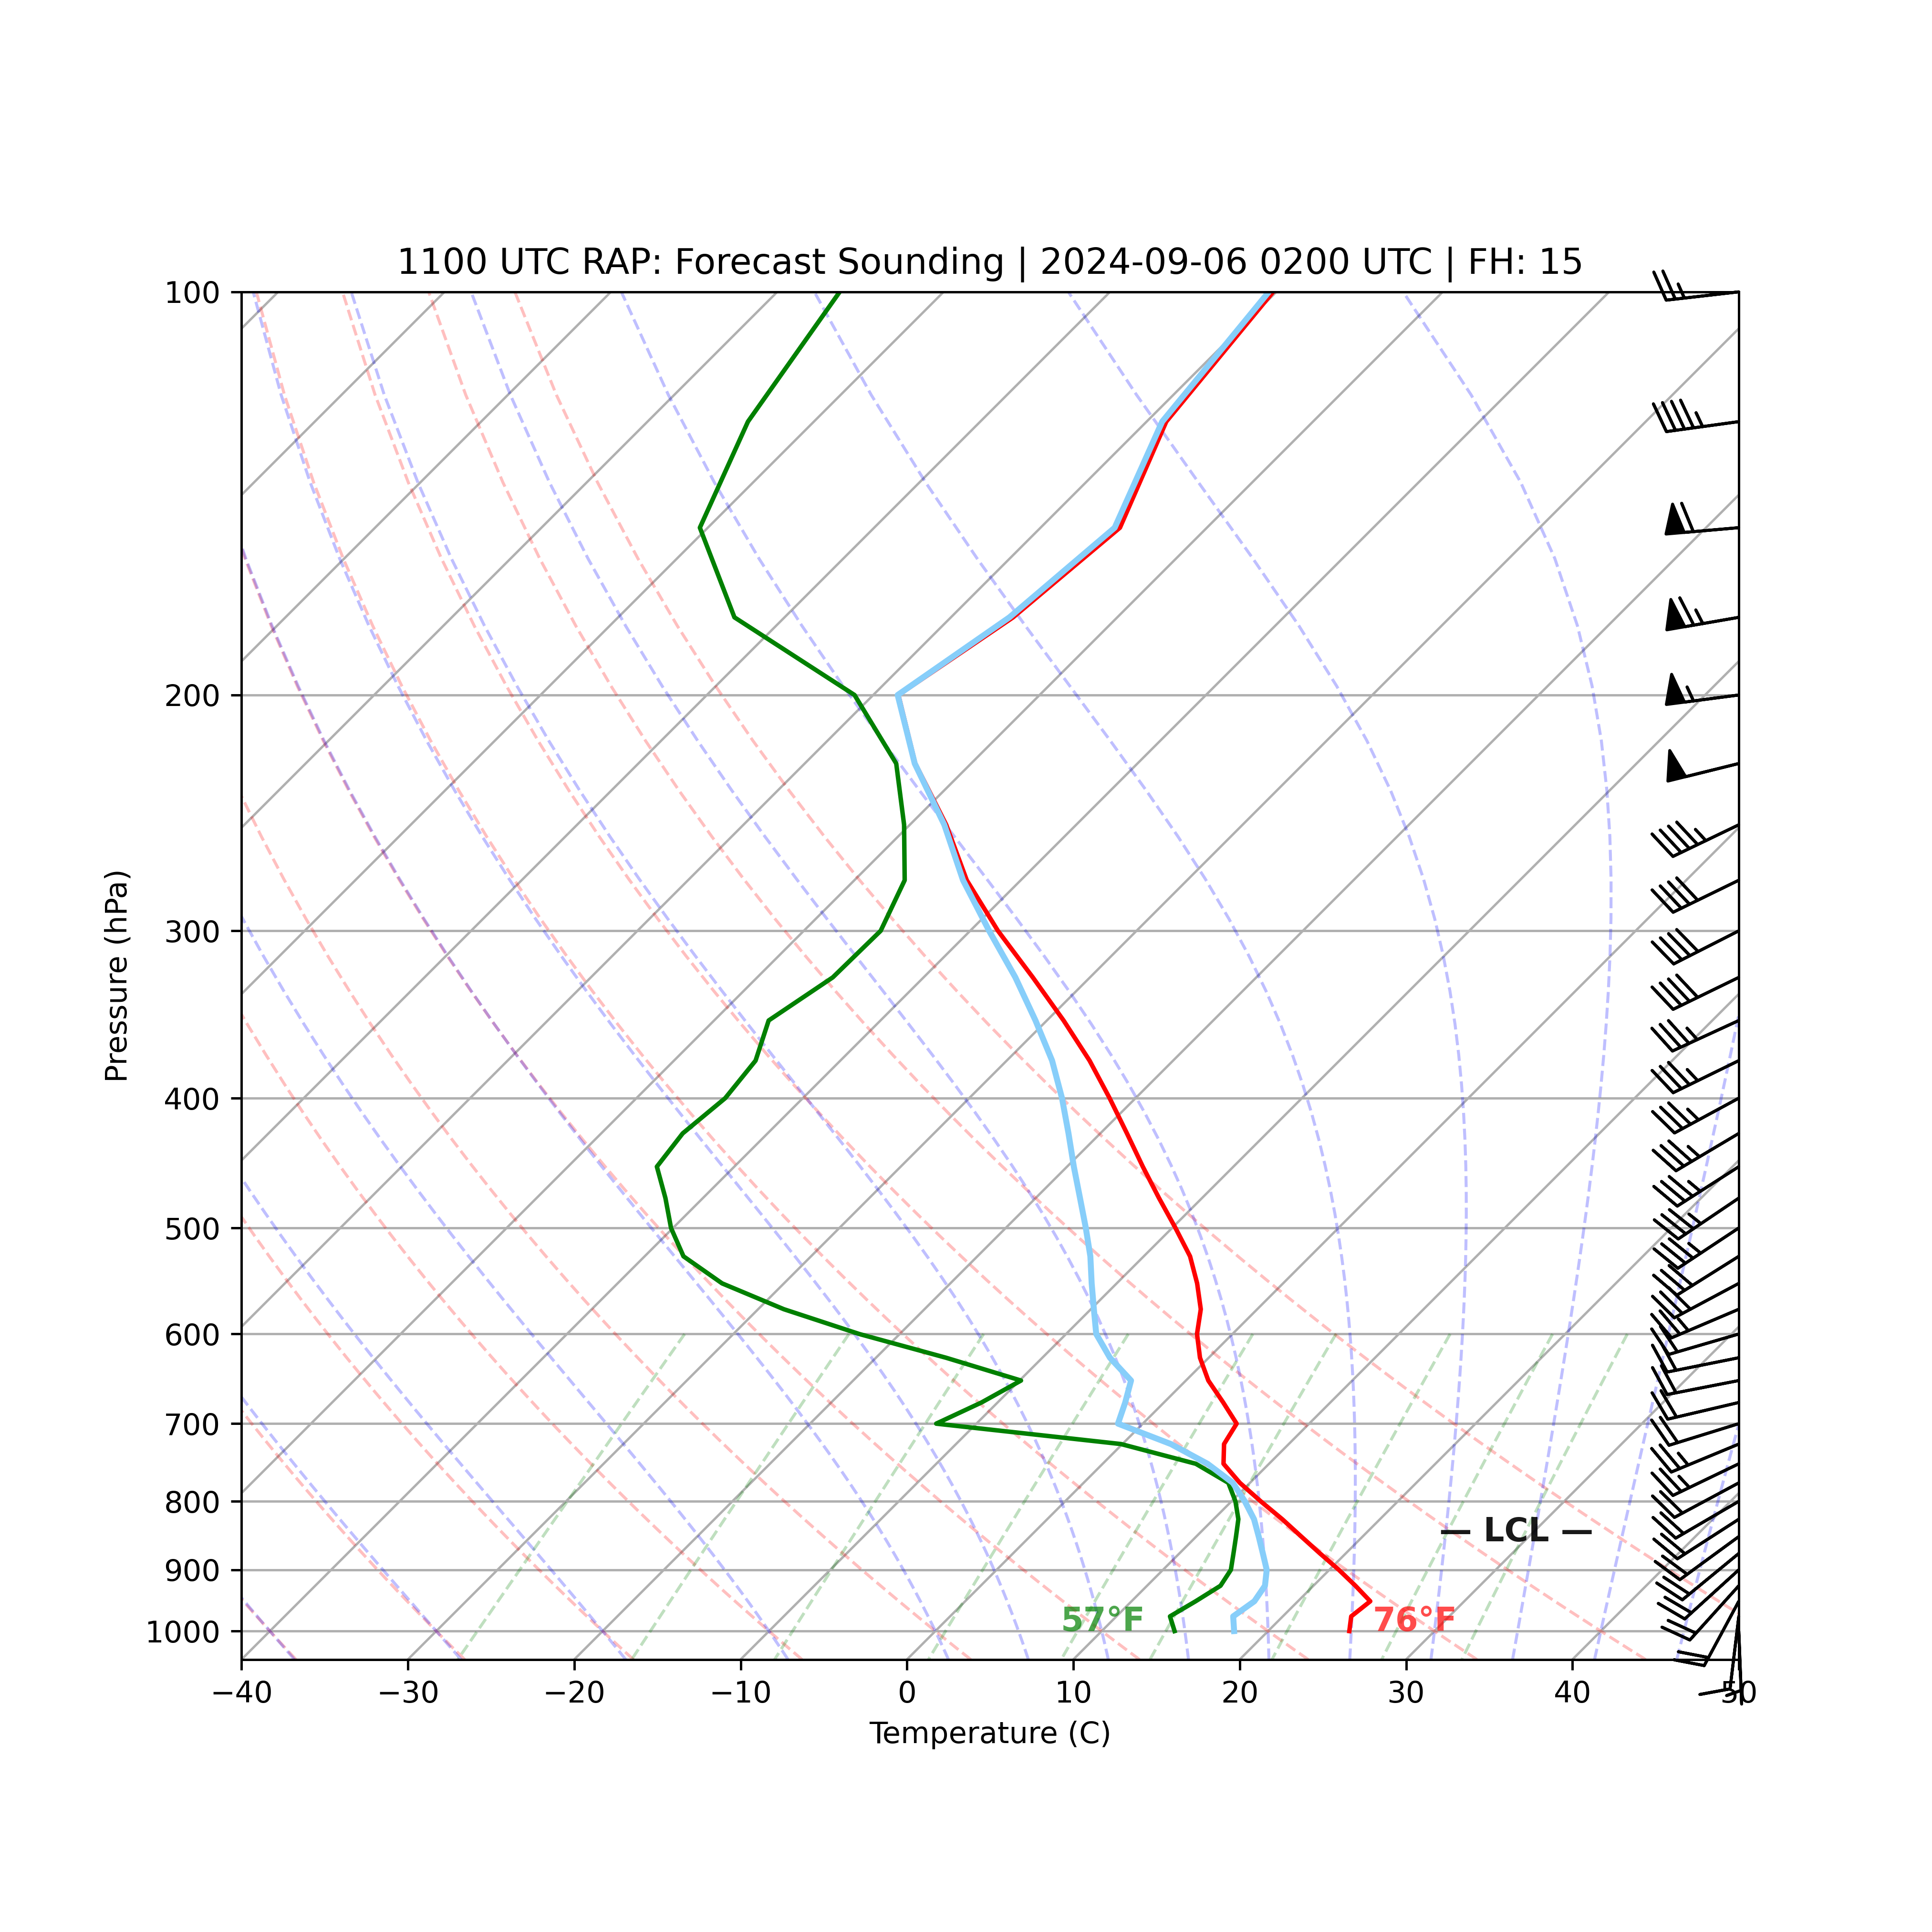 1100 UTC RAP: Forecast Sounding | 2024-09-06 0200 UTC | FH: 15
100
200
300
400
500
600
700
800
900
1000
Pressure (hPa)
— LCL —
57°F
76°F
−40 −30 −20 −10 0 10 20 30 40 50
Temperature (C)